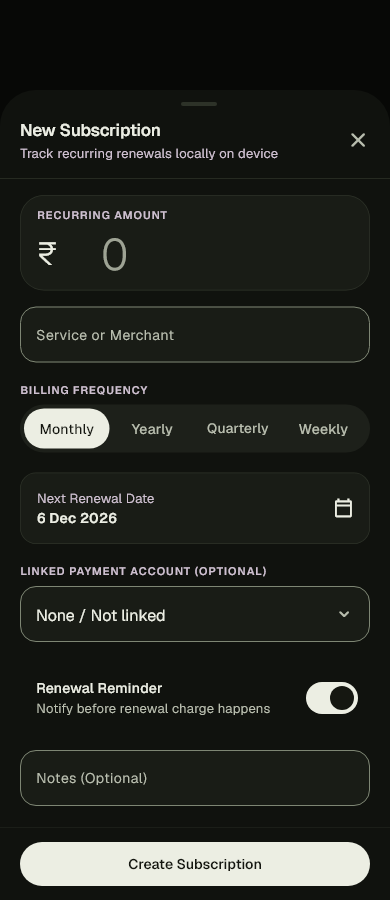 New Subscription
Track recurring renewals locally on device
RECURRING AMOUNT
₹ 0
Service or Merchant
BILLING FREQUENCY
Monthly Yearly Quarterly Weekly
Next Renewal Date
6 Dec 2026
LINKED PAYMENT ACCOUNT (OPTIONAL)
None / Not linked
Renewal Reminder
Notify before renewal charge happens
Notes (Optional)
Create Subscription